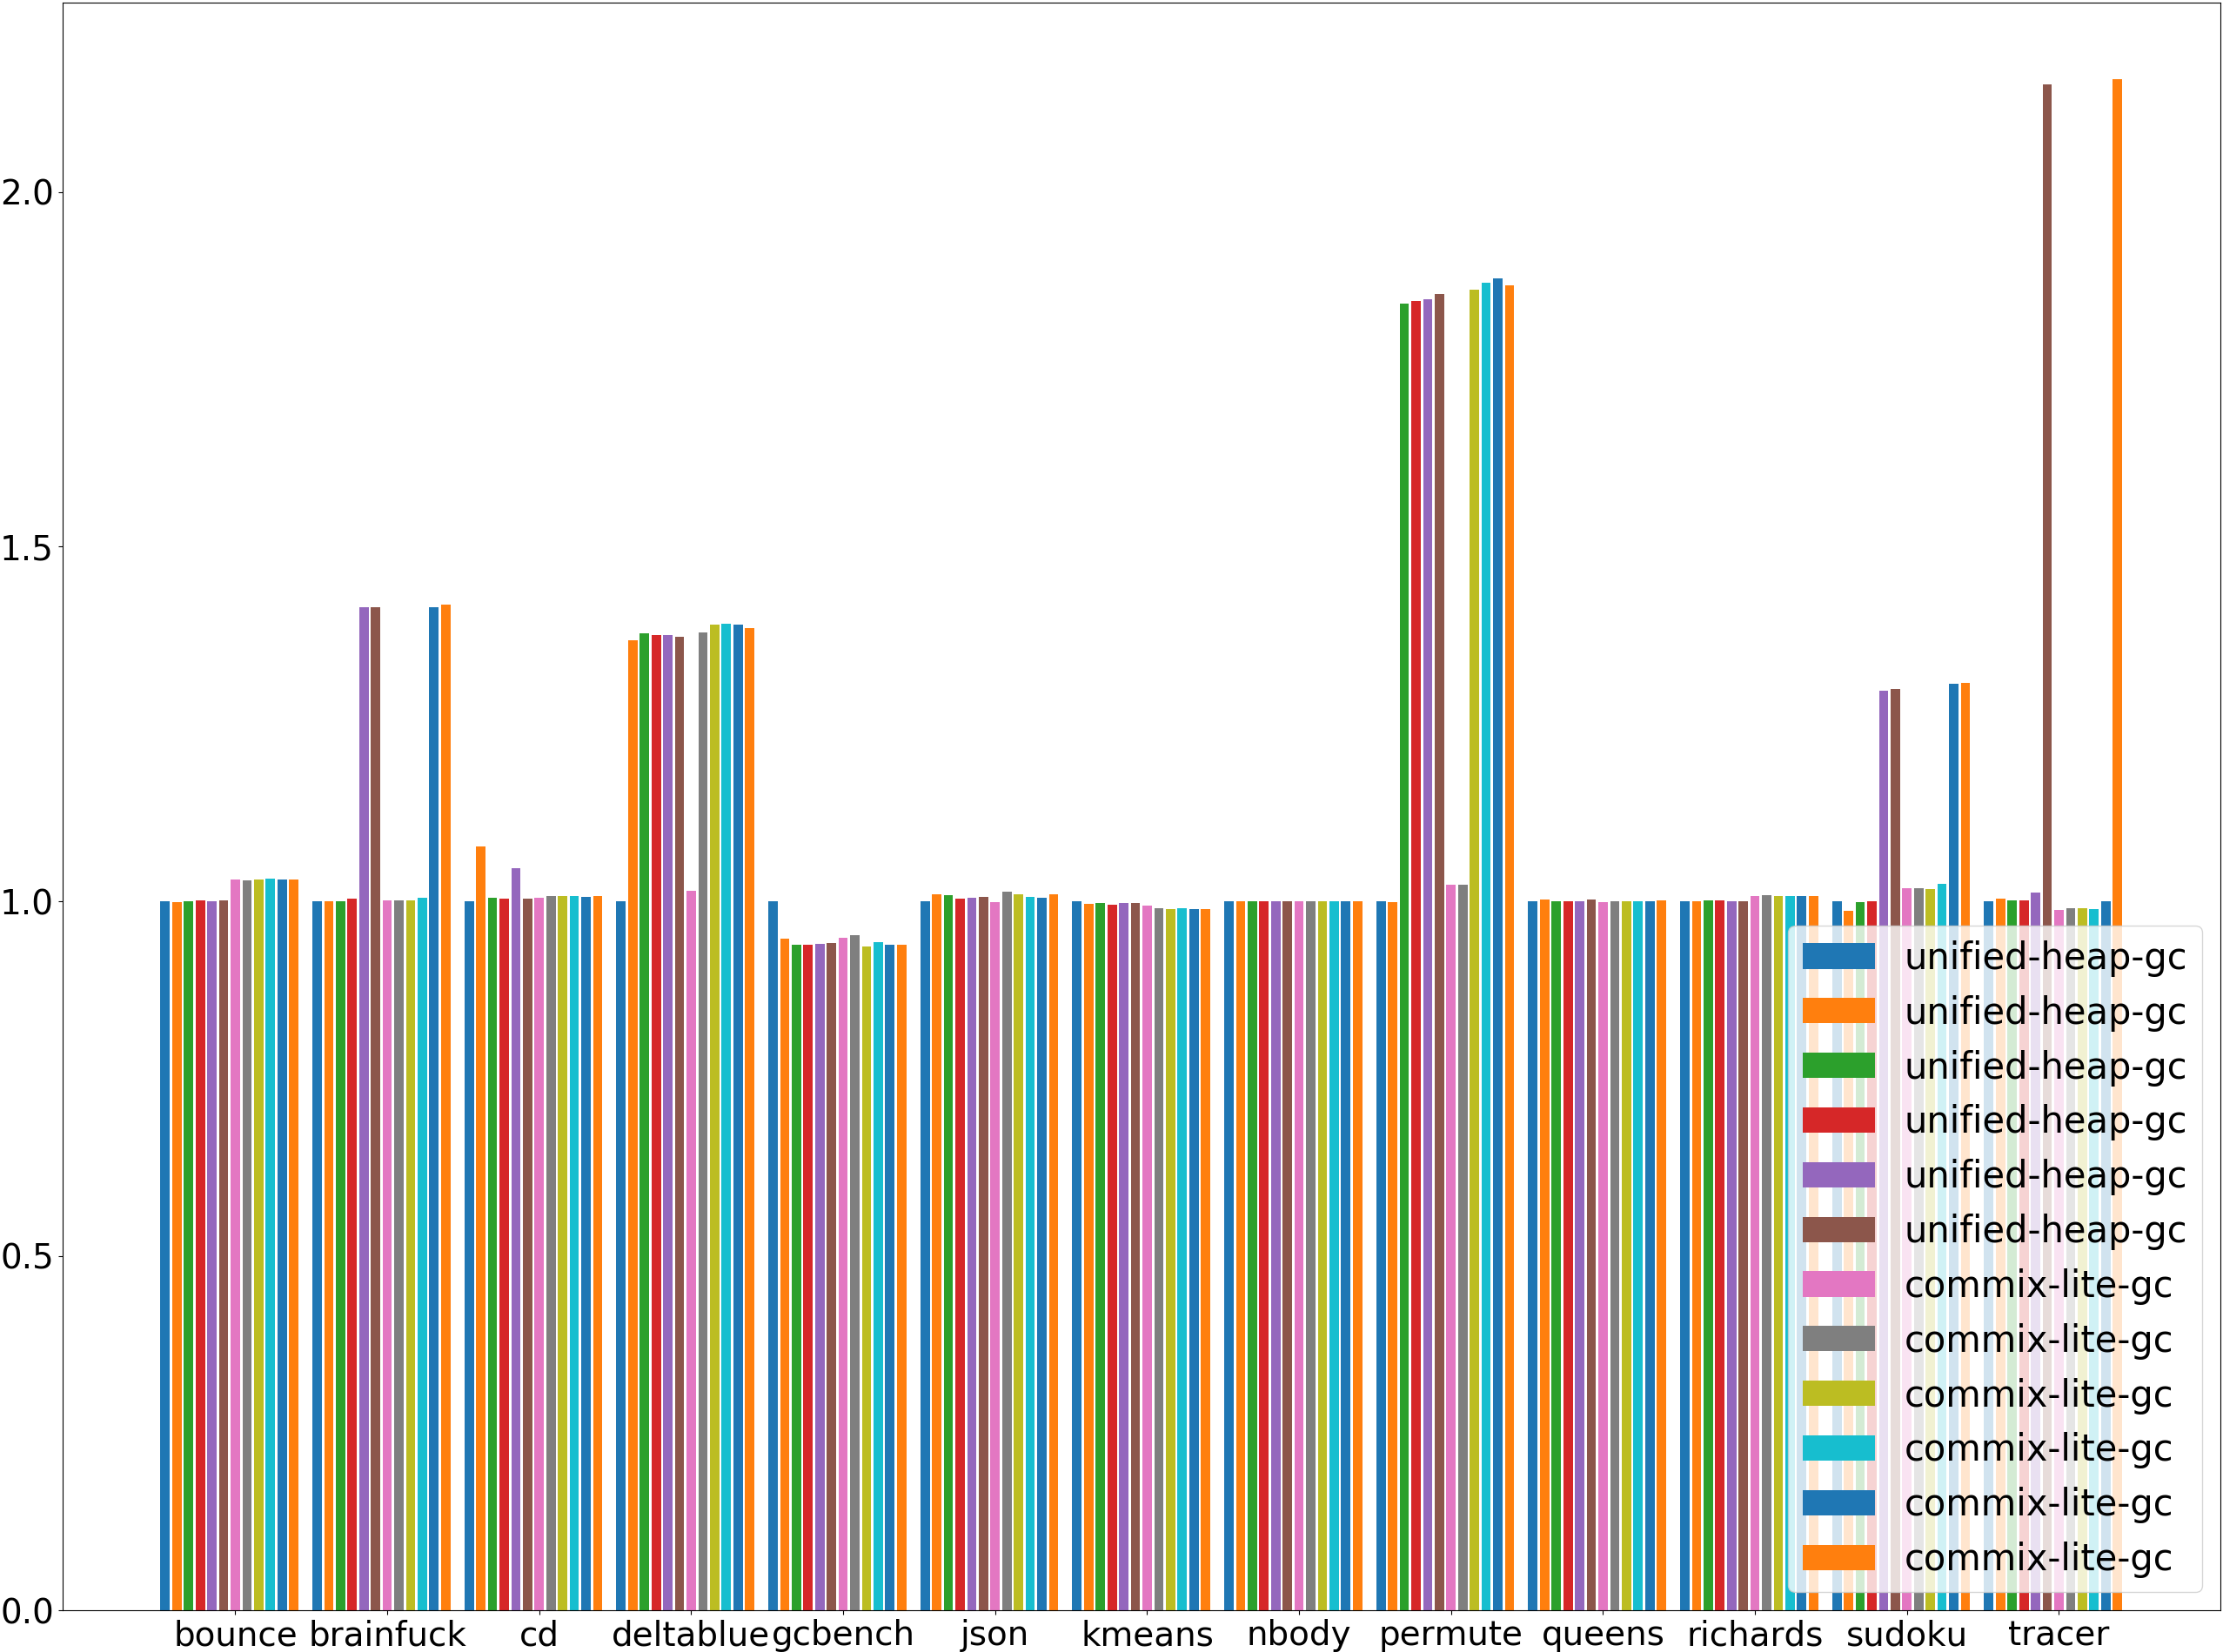 2.0
1.5
1.0
0.5
0.0
unified-heap-gc
unified-heap-gc
unified-heap-gc
unified-heap-gc
unified-heap-gc
unified-heap-gc
commix-lite-gc
commix-lite-gc
commix-lite-gc
commix-lite-gc
commix-lite-gc
commix-lite-gc
bounce brainfuck cd deltablue gcbench json kmeans nbody permute queens richards sudoku tracer